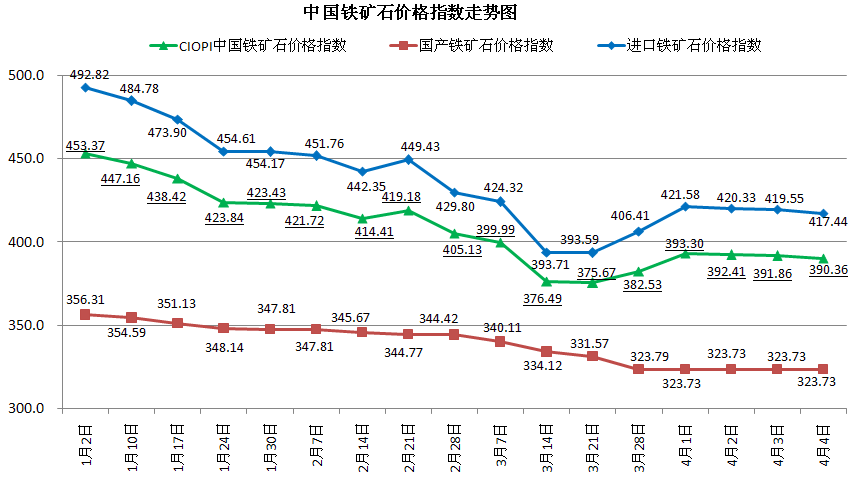 中国铁矿石价格指数走势图
CIOPI中国铁矿石价格指数 国产铁矿石价格指数 进口铁矿石价格指数
500.0
450.0
400.0
350.0
300.0
492.82 484.78 473.90 454.61 454.17 451.76 442.35 449.43 429.80 424.32 393.71 393.59 406.41 421.58 420.33 419.55 417.44
453.37 447.16 438.42 423.84 423.43 421.72 414.41 419.18 405.13 399.99 376.49 375.67 382.53 393.30 392.41 391.86 390.36
356.31 354.59 351.13 348.14 347.81 347.81 345.67 344.77 344.42 340.11 334.12 331.57 323.79 323.73 323.73 323.73 323.73
1月2日 1月10日 1月17日 1月24日 1月30日 2月7日 2月14日 2月21日 2月28日 3月7日 3月14日 3月21日 3月28日 4月1日 4月2日 4月3日 4月4日